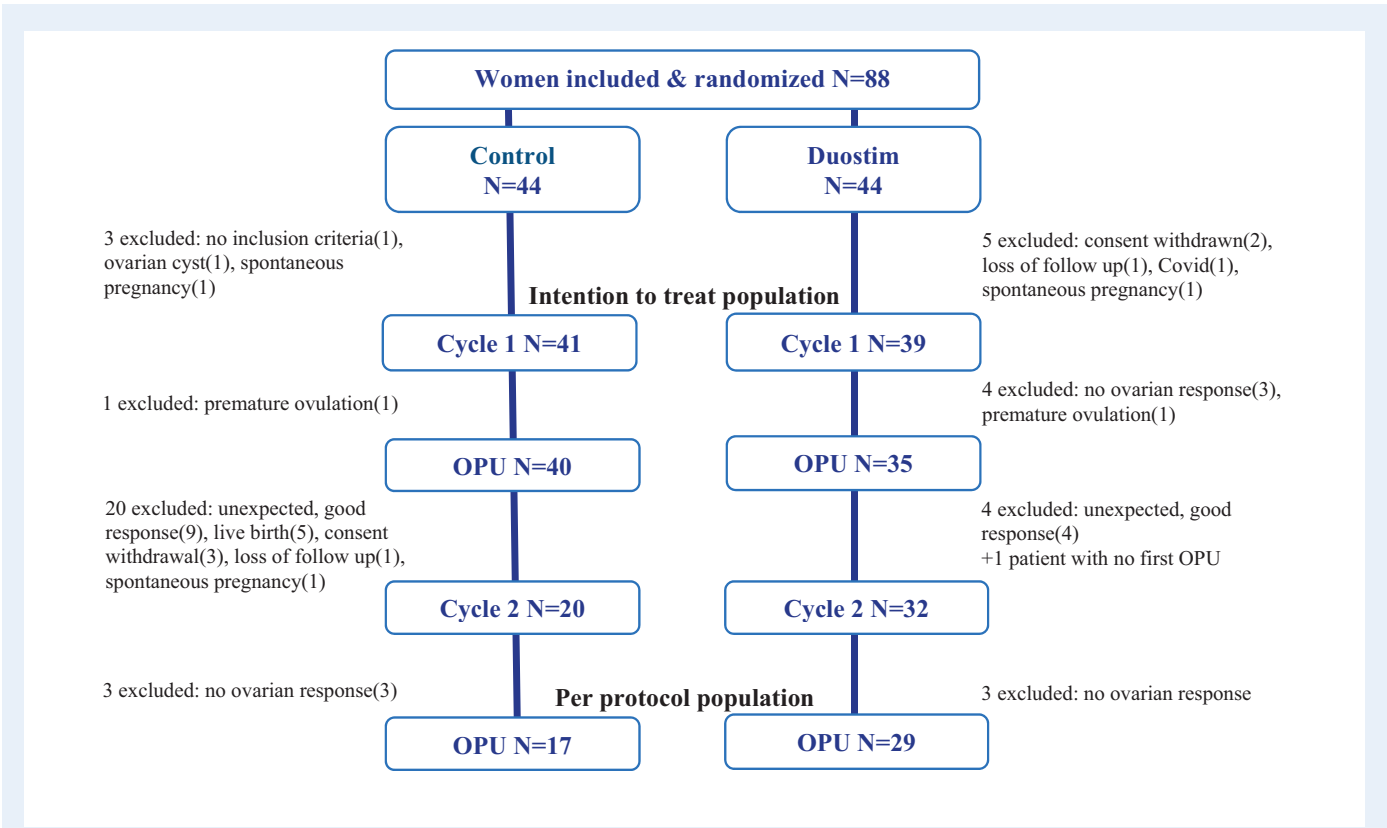 Women included & randomized N=88
Control
N=44
Duostim
N=44
3 excluded: no inclusion criteria(1),
ovarian cyst(1), spontaneous
pregnancy(1)
5 excluded: consent withdrawn(2),
loss of follow up(1), Covid(1),
spontaneous pregnancy(1)
Intention to treat population
Cycle 1 N=41
Cycle 1 N=39
1 excluded: premature ovulation(1)
4 excluded: no ovarian response(3),
premature ovulation(1)
OPU N=40
OPU N=35
20 excluded: unexpected, good
response(9), live birth(5), consent
withdrawal(3), loss of follow up(1),
spontaneous pregnancy(1)
4 excluded: unexpected, good
response(4)
+1 patient with no first OPU
Cycle 2 N=20
Cycle 2 N=32
3 excluded: no ovarian response(3)
Per protocol population
3 excluded: no ovarian response
OPU N=17
OPU N=29